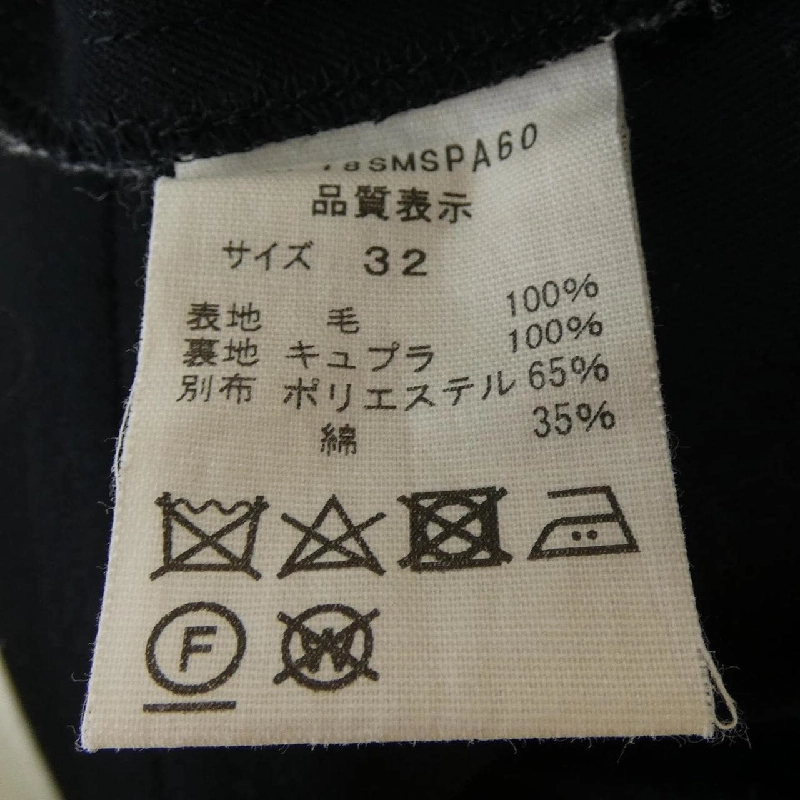 SMSPA60
品質表示
サイズ 32
表地 毛 100%
裏地 キュプラ 100%
別布 ポリエステル 65%
綿 35%
F
W